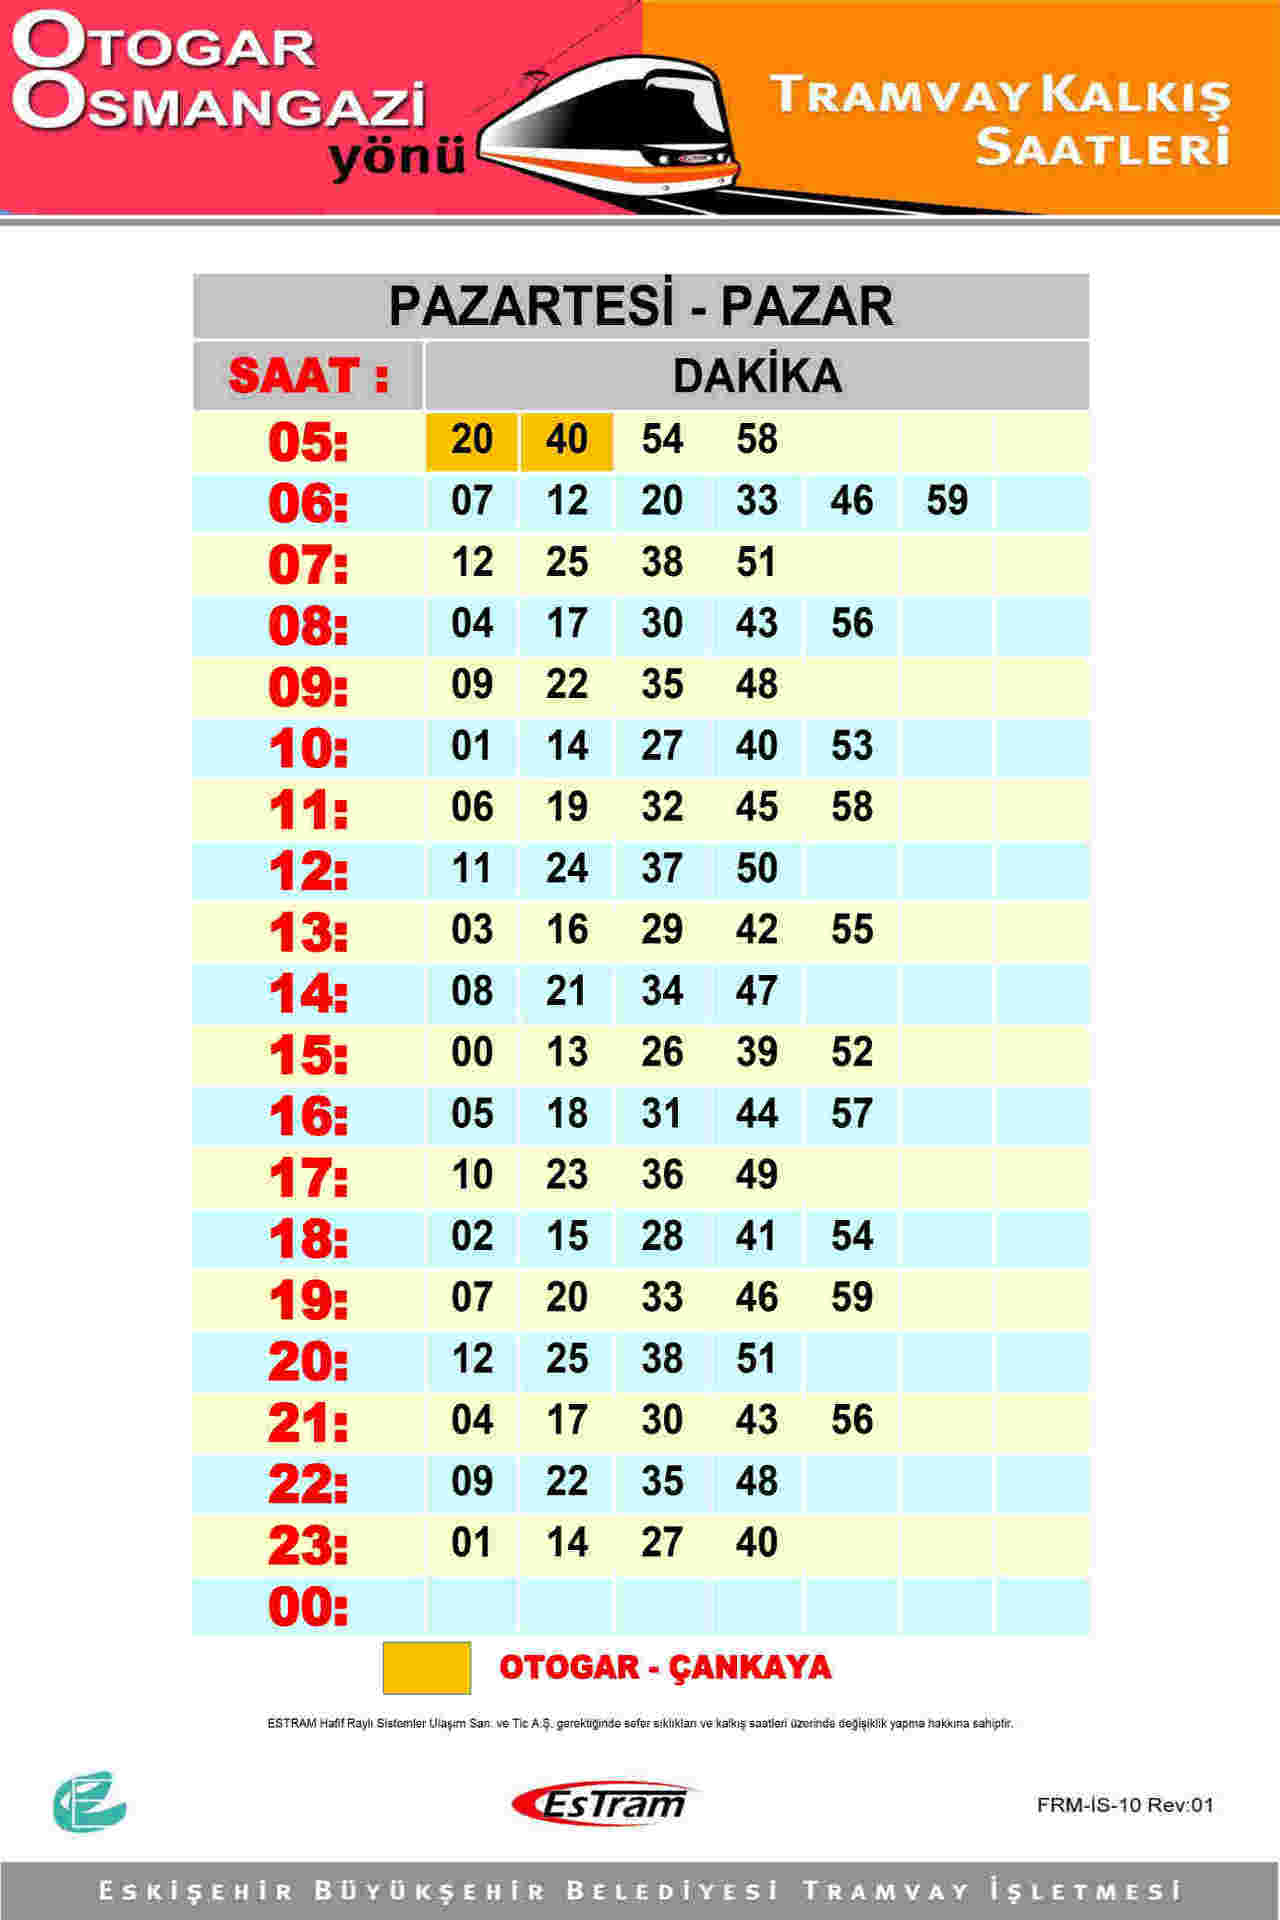 OTOGAR
OSMANGAZİ
yönü
TRAMVAY KALKIŞ
SAATLERİ
PAZARTESİ - PAZAR
SAAT : DAKİKA
05: 20 40 54 58
06: 07 12 20 33 46 59
07: 12 25 38 51
08: 04 17 30 43 56
09: 09 22 35 48
10: 01 14 27 40 53
11: 06 19 32 45 58
12: 11 24 37 50
13: 03 16 29 42 55
14: 08 21 34 47
15: 00 13 26 39 52
16: 05 18 31 44 57
17: 10 23 36 49
18: 02 15 28 41 54
19: 07 20 33 46 59
20: 12 25 38 51
21: 04 17 30 43 56
22: 09 22 35 48
23: 01 14 27 40
00:
OTOGAR - ÇANKAYA
ESTRAM Hafif Raylı Sistemler Ulaşım San. ve Tic A.Ş. gerektiğinde sefer sıklıkları ve kalkış saatleri üzerinde değişiklik yapma hakkına sahiptir.
EsTram
FRM-İS-10 Rev:01
ESKİŞEHİR BÜYÜKŞEHİR BELEDİYESİ TRAMVAY İŞLETMESİ